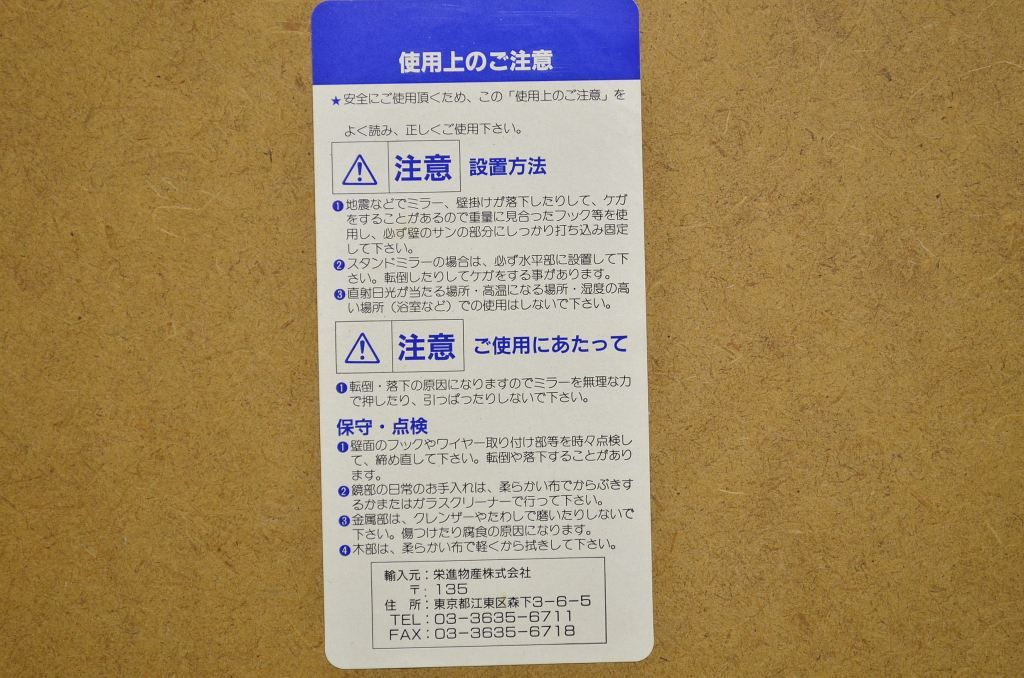 使用上のご注意
★安全にご使用頂くため、この「使用上のご注意」を
よく読み、正しくご使用下さい。
注意 設置方法
❶地震などでミラー、壁掛けが落下したりして、ケガ
をすることがあるので重量に見合ったフック等を使
用し、必ず壁のサンの部分にしっかり打ち込み固定
して下さい。
❷スタンドミラーの場合は、必ず水平部に設置して下
さい。転倒したりしてケガをする事があります。
❸直射日光が当たる場所・高温になる場所・湿度の高
い場所（浴室など）での使用はしないで下さい。
注意 ご使用にあたって
❶転倒・落下の原因になりますのでミラーを無理な力
で押したり、引っぱったりしないで下さい。
保守・点検
❶壁面のフックやワイヤー取り付け部等を時々点検し
て、締め直して下さい。転倒や落下することがあり
ます。
❷鏡部の日常のお手入れは、柔らかい布でからぶきす
るかまたはガラスクリーナーで行って下さい。
❸金属部は、クレンザーやたわしで磨いたりしないで
下さい。傷つけたり腐食の原因になります。
❹木部は、柔らかい布で軽くから拭きして下さい。
輸入元：栄進物産株式会社
〒：135
住　所：東京都江東区森下3−6−5
TEL：03−3635−6711
FAX：03−3635−6718